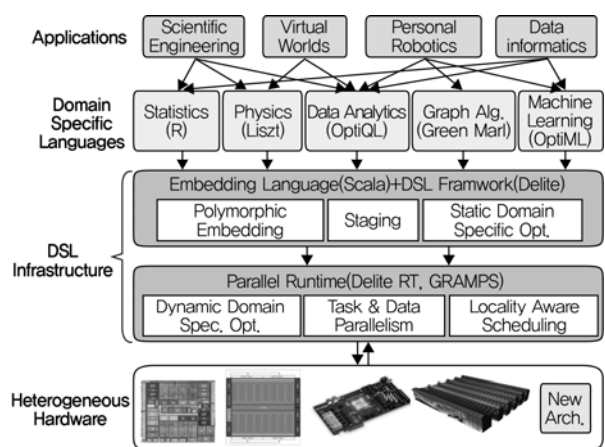 Applications
Scientific
Engineering
Virtual
Worlds
Personal
Robotics
Data
informatics
Domain
Specific
Languages
Statistics
(R)
Physics
(Liszt)
Data Analytics
(OptiQL)
Graph Alg.
(Green Marl)
Machine
Learning
(OptiML)
DSL
Infrastructure
Embedding Language(Scala)+DSL Framwork(Delite)
Polymorphic
Embedding
Staging
Static Domain
Specific Opt.
Parallel Runtime(Delite RT, GRAMPS)
Dynamic Domain
Spec. Opt.
Task & Data
Parallelism
Locality Aware
Scheduling
Heterogeneous
Hardware
New
Arch.